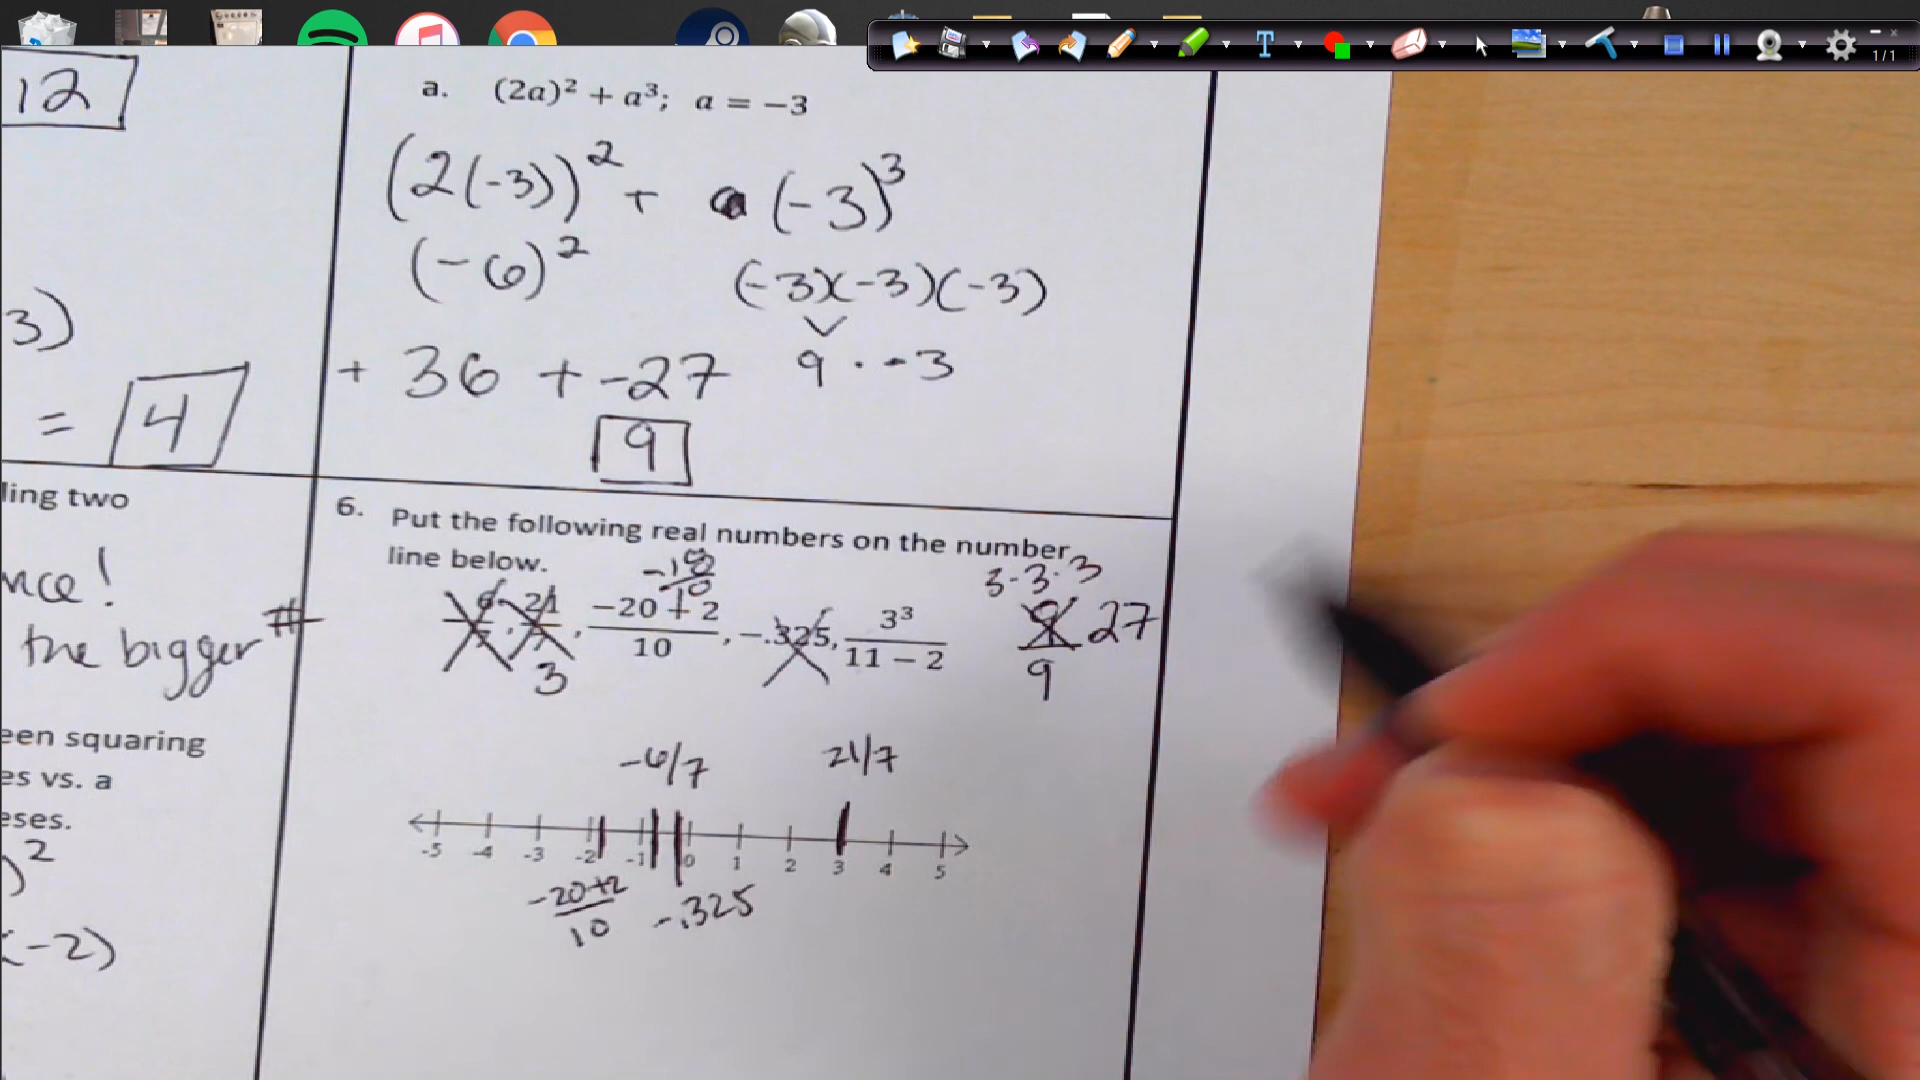 1/1
12
3)
= 4
a. (2a)² + a³; a = −3
(2(-3))² + (-3)³
(-6)² (-3)(-3)(-3)
+ 36 + -27 9 · -3
9
ling two
nce!
the bigger #
een squaring
es vs. a
eses.
)²
(-2)
6. Put the following real numbers on the number
line below.
3·3·3
−20 + 2
10
, −.325,
3³
11 − 2
27
9
3
-6/7 21/7
-5 -4 -3 -2 -1 0 1 2 3 4 5
-20+2
10
-.325